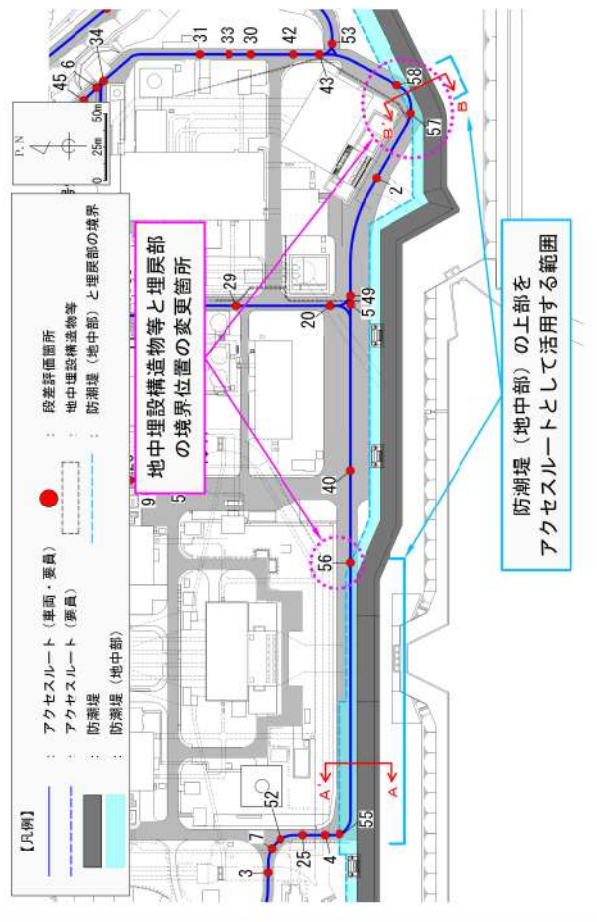 【凡例】
： アクセスルート（車両・要員）
： アクセスルート（要員）
： 防潮堤
： 防潮堤（地中部）
： 段差評価箇所
： 地中埋設構造物等
： 防潮堤（地中部）と埋戻部の境界
P.N
0 25m 50m
地中埋設構造物等と埋戻部
の境界位置の変更箇所
防潮堤（地中部）の上部を
アクセスルートとして活用する範囲
45
6
34
31
33
30
42
43
53
58
57
B'
B
2
29
20
5
49
9
5
40
56
A'
A
3
7
52
25
4
55